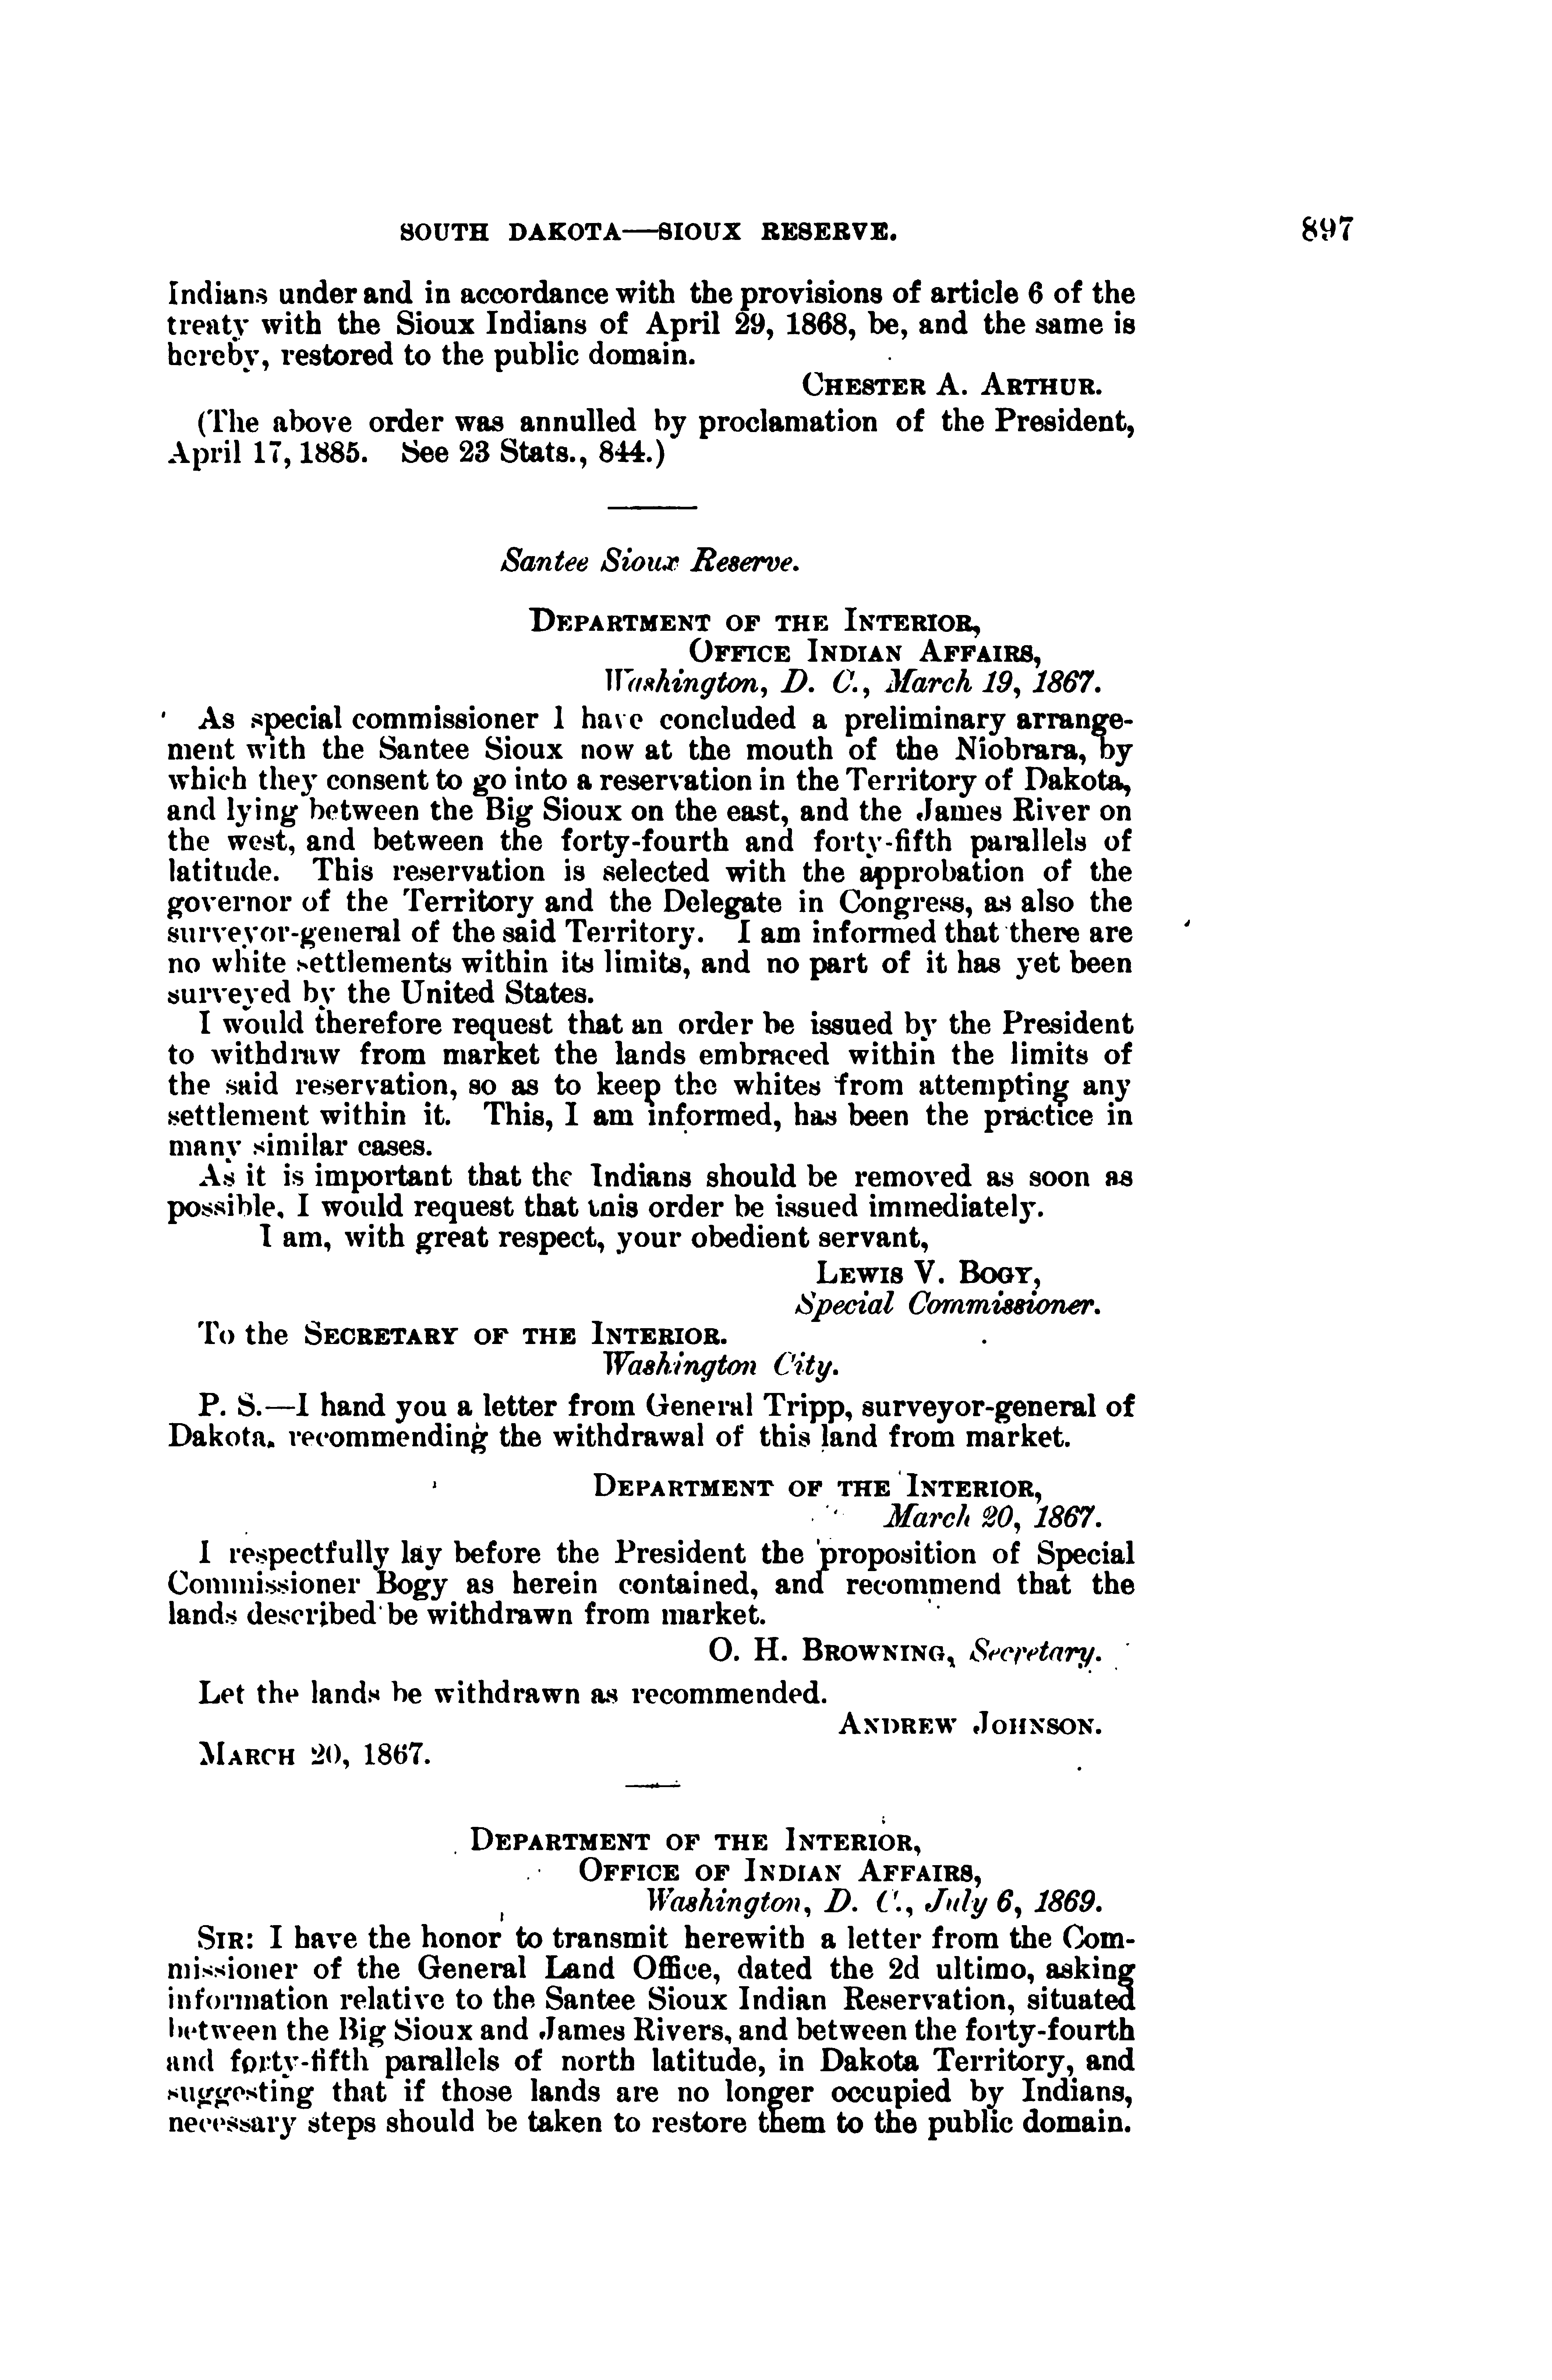 SOUTH DAKOTA—SIOUX RESERVE. 897
Indians under and in accordance with the provisions of article 6 of the
treaty with the Sioux Indians of April 29, 1868, be, and the same is
hereby, restored to the public domain.
CHESTER A. ARTHUR.
(The above order was annulled by proclamation of the President,
April 17, 1885. See 23 Stats., 844.)
Santee Sioux Reserve.
DEPARTMENT OF THE INTERIOR,
OFFICE INDIAN AFFAIRS,
Washington, D. C., March 19, 1867.
As special commissioner I have concluded a preliminary arrange-
ment with the Santee Sioux now at the mouth of the Niobrara, by
which they consent to go into a reservation in the Territory of Dakota,
and lying between the Big Sioux on the east, and the James River on
the west, and between the forty-fourth and forty-fifth parallels of
latitude. This reservation is selected with the approbation of the
governor of the Territory and the Delegate in Congress, as also the
surveyor-general of the said Territory. I am informed that there are
no white settlements within its limits, and no part of it has yet been
surveyed by the United States.
I would therefore request that an order be issued by the President
to withdraw from market the lands embraced within the limits of
the said reservation, so as to keep the whites from attempting any
settlement within it. This, I am informed, has been the practice in
many similar cases.
As it is important that the Indians should be removed as soon as
possible, I would request that this order be issued immediately.
I am, with great respect, your obedient servant,
LEWIS V. BOGY,
Special Commissioner.
To the SECRETARY OF THE INTERIOR.
Washington City.
P. S.—I hand you a letter from General Tripp, surveyor-general of
Dakota, recommending the withdrawal of this land from market.
DEPARTMENT OF THE INTERIOR,
March 20, 1867.
I respectfully lay before the President the proposition of Special
Commissioner Bogy as herein contained, and recommend that the
lands described be withdrawn from market.
O. H. BROWNING, Secretary.
Let the lands be withdrawn as recommended.
ANDREW JOHNSON.
MARCH 20, 1867.
DEPARTMENT OF THE INTERIOR,
OFFICE OF INDIAN AFFAIRS,
Washington, D. C., July 6, 1869.
SIR: I have the honor to transmit herewith a letter from the Com-
missioner of the General Land Office, dated the 2d ultimo, asking
information relative to the Santee Sioux Indian Reservation, situated
between the Big Sioux and James Rivers, and between the forty-fourth
and forty-fifth parallels of north latitude, in Dakota Territory, and
suggesting that if those lands are no longer occupied by Indians,
necessary steps should be taken to restore them to the public domain.